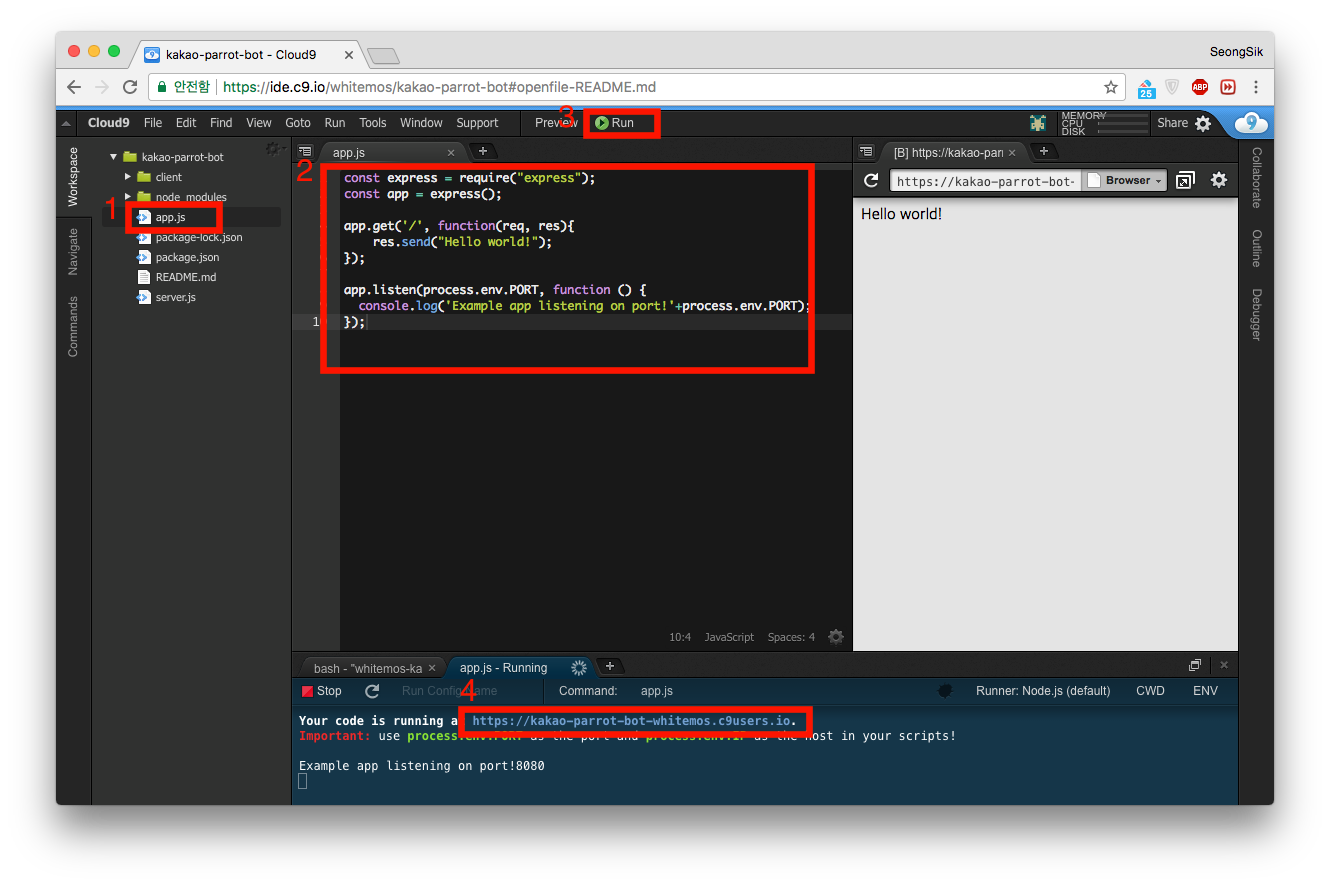 kakao-parrot-bot - Cloud9
SeongSik
안전함 https://ide.c9.io/whitemos/kakao-parrot-bot#openfile-README.md
25
ABP
Cloud9 File Edit Find View Goto Run Tools Window Support Preview 3 Run
MEMORY
CPU
DISK
Share
9
Workspace
Navigate
Commands
kakao-parrot-bot
client
node_modules
1 app.js
package-lock.json
package.json
README.md
server.js
app.js
2
const express = require("express");
const app = express();
app.get('/', function(req, res){
res.send("Hello world!");
});
app.listen(process.env.PORT, function () {
console.log('Example app listening on port!'+process.env.PORT);
});
10:4 JavaScript Spaces: 4
[B] https://kakao-parr
https://kakao-parrot-bot- Browser
Hello world!
Collaborate
Outline
Debugger
bash - "whitemos-ka
app.js - Running
Stop Run Config Name Command: app.js Runner: Node.js (default) CWD ENV
4
Your code is running a https://kakao-parrot-bot-whitemos.c9users.io.
Important: use process.env.PORT as the port and process.env.IP as the host in your scripts!
Example app listening on port!8080